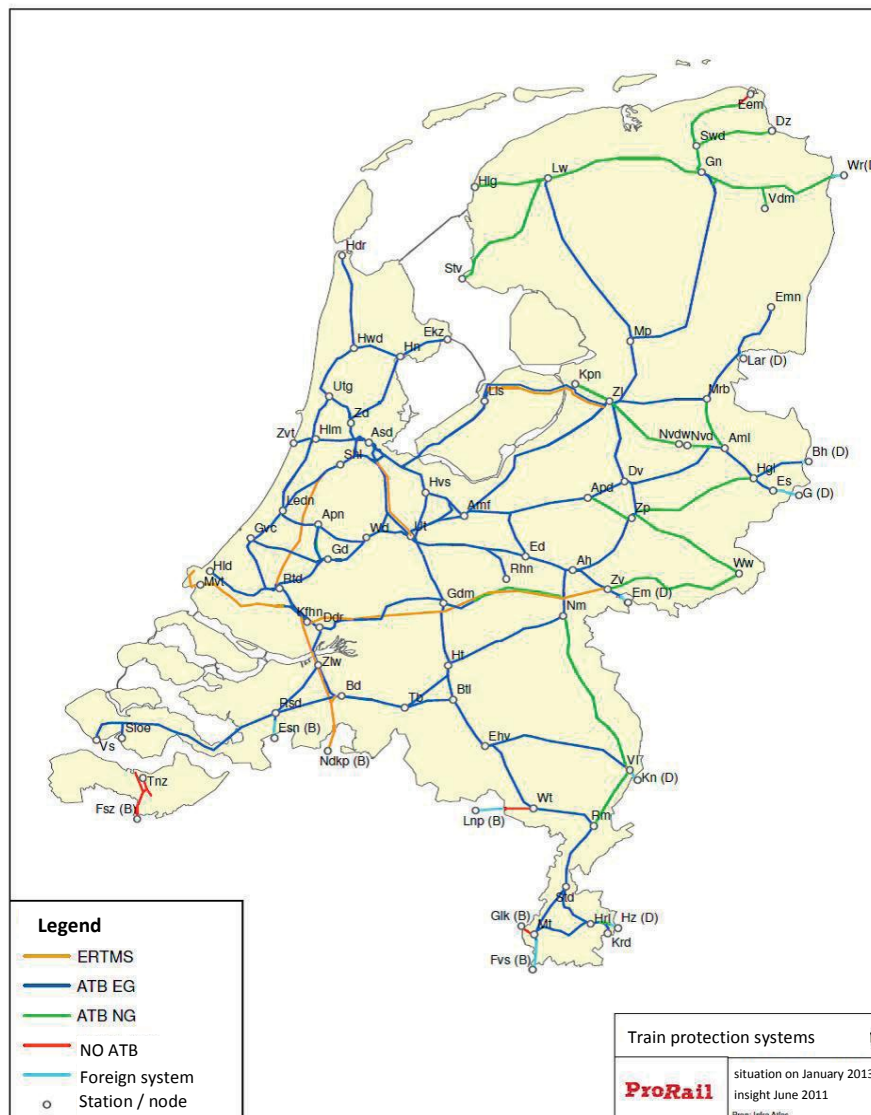 Eem
Dz
Swd
Gn
Wr(D
Lw
Hlg
Vdm
Hdr
Stv
Emn
Ekz
Mp
Hwd
Hn
Lar (D)
Kpn
Lls
Zl
Mrb
Utg
Zd
Hlm
Asd
Zvt
Nvdw
Nvd
Aml
Shl
Bh (D)
Hgl
Dv
Hvs
Es
Apd
G (D)
Ledn
Amf
Zp
Apn
Gvc
Wd
Ut
Gd
Ed
Ah
Ww
Hld
Rhn
Mvt
Rtd
Zv
Gdm
Em (D)
Kfhn
Nm
Ddr
Zlw
Ht
Bd
Btl
Tb
Rsd
Sloe
Esn (B)
Ehv
Vs
Ndkp (B)
Vl
Kn (D)
Tnz
Fsz (B)
Wt
Lnp (B)
Rm
Std
Glk (B)
Mt
Hrl
Hz (D)
Krd
Fvs (B)
Legend
ERTMS
ATB EG
ATB NG
NO ATB
Foreign system
Station / node
Train protection systems
ProRail
situation on January 2013
insight June 2011